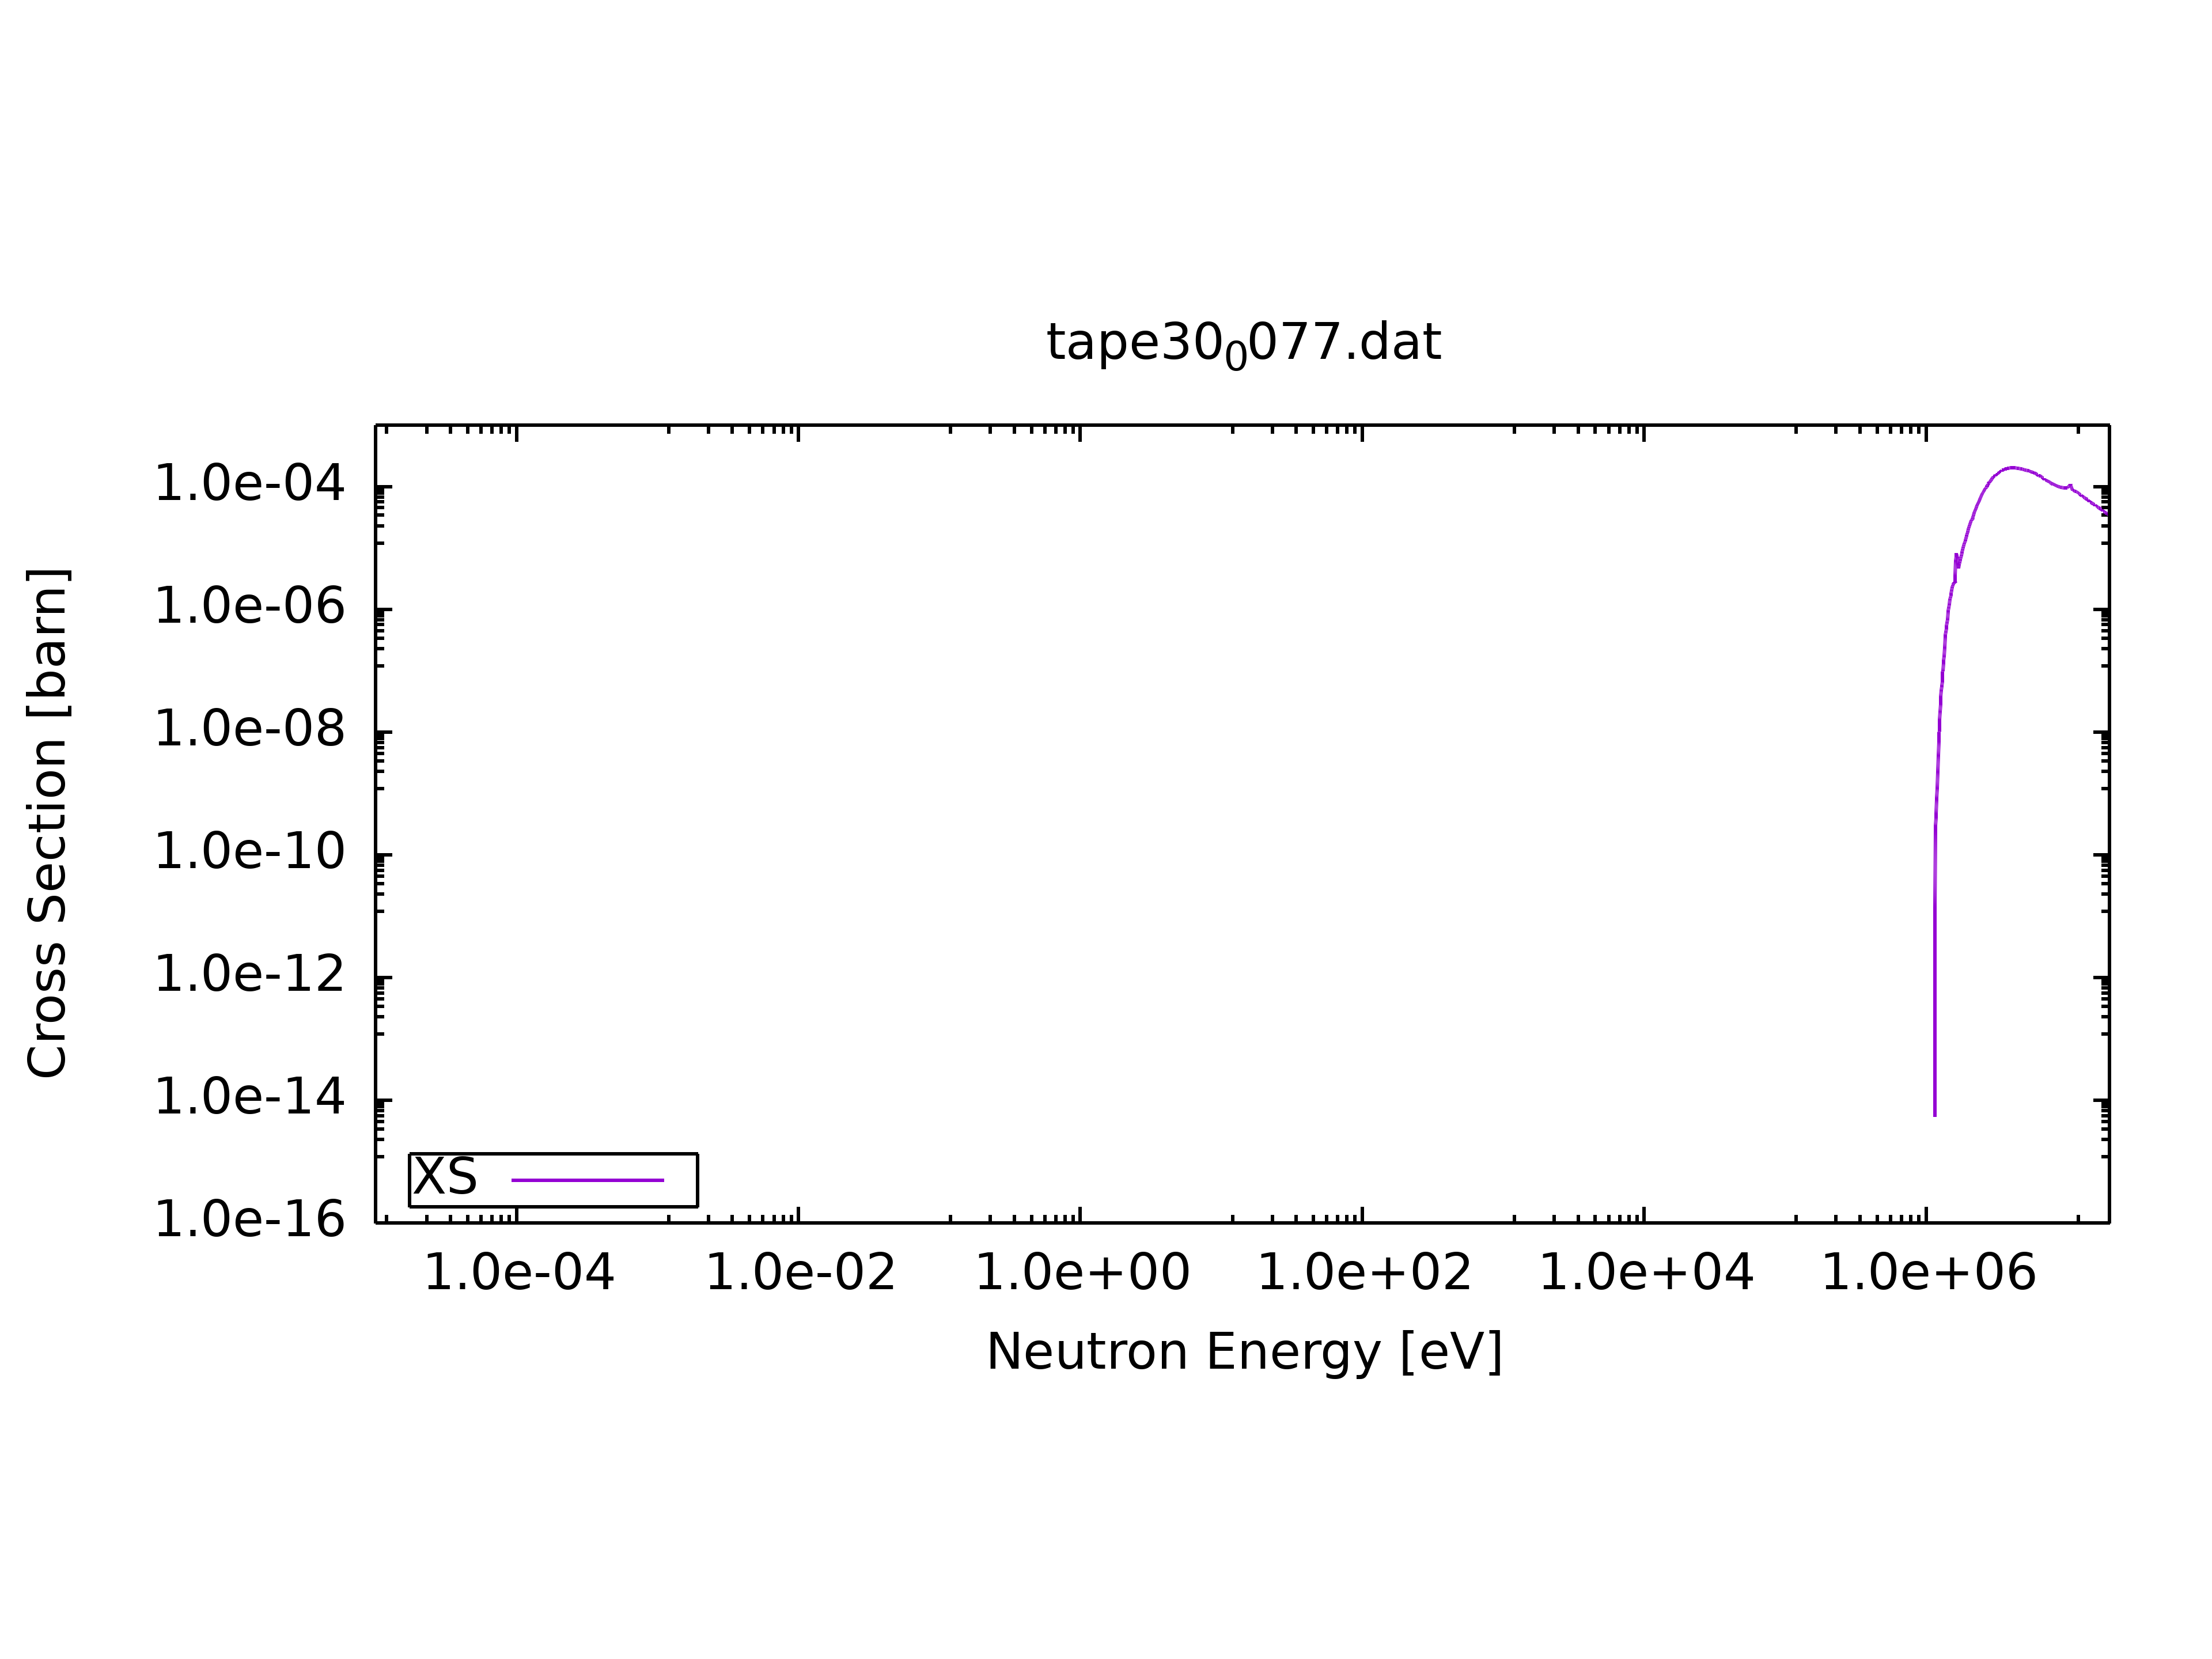 tape30₀077.dat
Cross Section [barn]
1.0e-04
1.0e-06
1.0e-08
1.0e-10
1.0e-12
1.0e-14
1.0e-16
XS
1.0e-04 1.0e-02 1.0e+00 1.0e+02 1.0e+04 1.0e+06
Neutron Energy [eV]